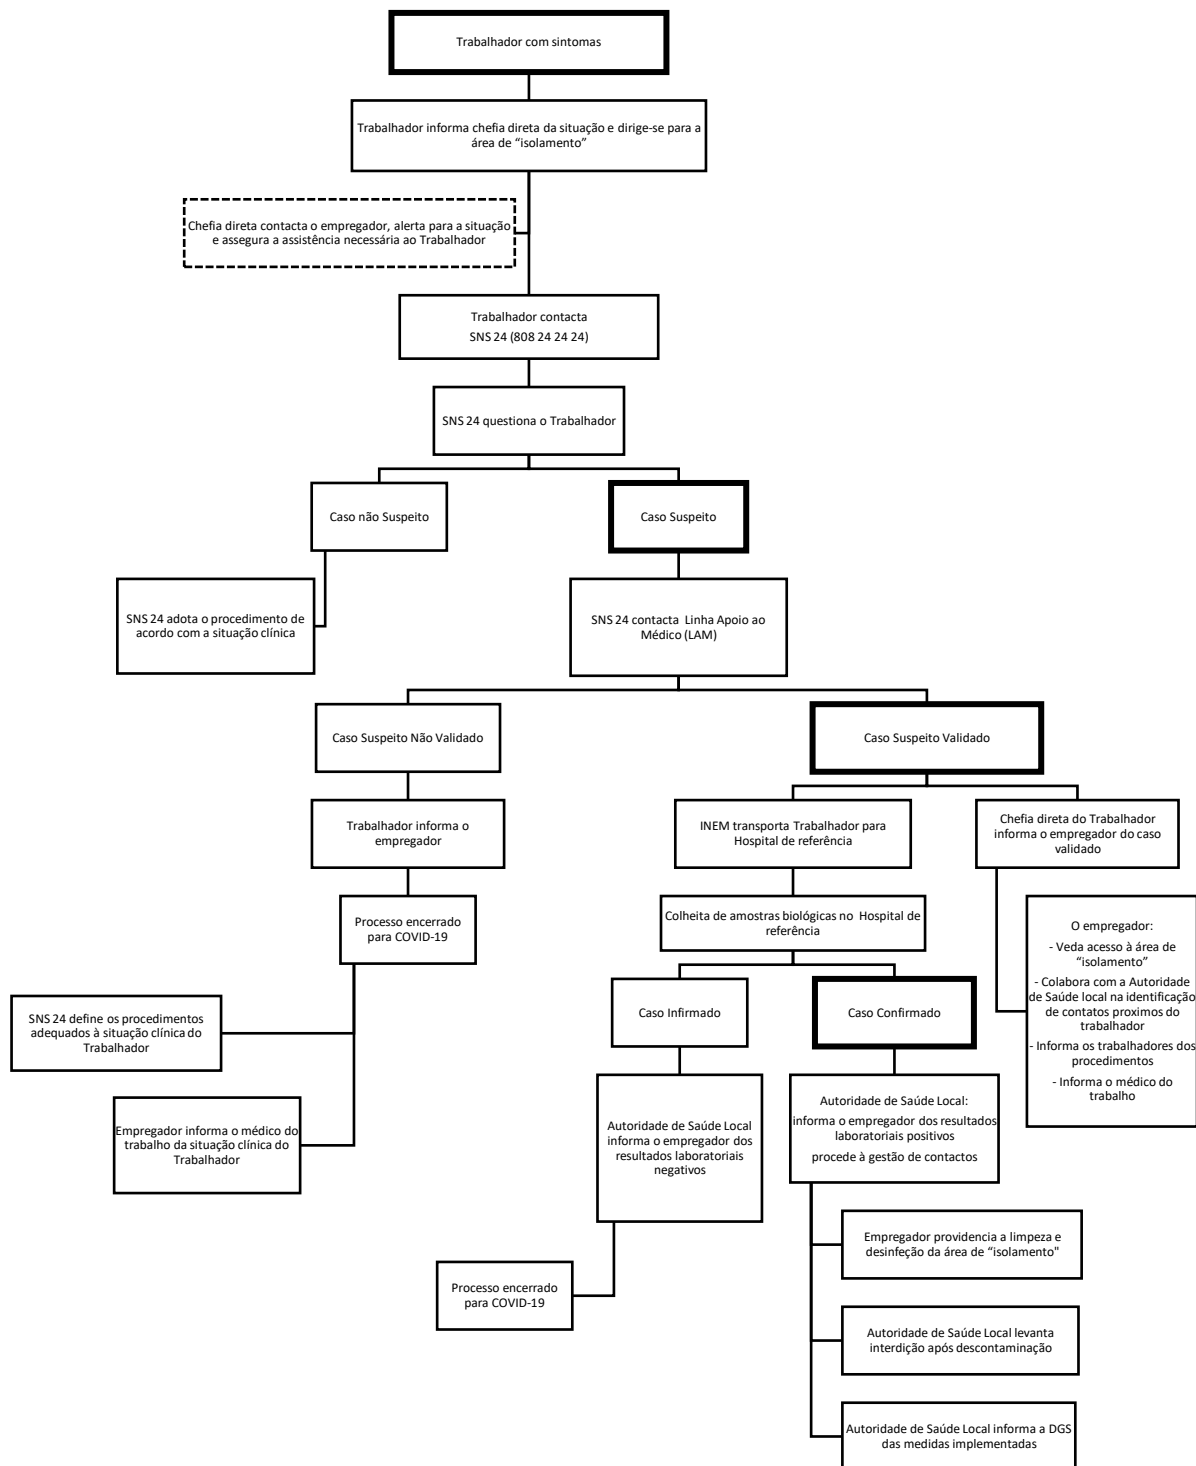 Trabalhador com sintomas
Trabalhador informa chefia direta da situação e dirige-se para a
área de “isolamento”
Chefia direta contacta o empregador, alerta para a situação
e assegura a assistência necessária ao Trabalhador
Trabalhador contacta
SNS 24 (808 24 24 24)
SNS 24 questiona o Trabalhador
Caso não Suspeito
Caso Suspeito
SNS 24 adota o procedimento de
acordo com a situação clínica
SNS 24 contacta Linha Apoio ao
Médico (LAM)
Caso Suspeito Não Validado
Caso Suspeito Validado
Trabalhador informa o
empregador
INEM transporta Trabalhador para
Hospital de referência
Chefia direta do Trabalhador
informa o empregador do caso
validado
Processo encerrado
para COVID-19
Colheita de amostras biológicas no Hospital de
referência
O empregador:
- Veda acesso à área de
“isolamento”
- Colabora com a Autoridade
de Saúde local na identificação
de contatos proximos do
trabalhador
- Informa os trabalhadores dos
procedimentos
- Informa o médico do
trabalho
SNS 24 define os procedimentos
adequados à situação clínica do
Trabalhador
Caso Infirmado
Caso Confirmado
Empregador informa o médico do
trabalho da situação clínica do
Trabalhador
Autoridade de Saúde Local
informa o empregador dos
resultados laboratoriais
negativos
Autoridade de Saúde Local:
informa o empregador dos resultados
laboratoriais positivos
procede à gestão de contactos
Processo encerrado
para COVID-19
Empregador providencia a limpeza e
desinfeção da área de “isolamento"
Autoridade de Saúde Local levanta
interdição após descontaminação
Autoridade de Saúde Local informa a DGS
das medidas implementadas